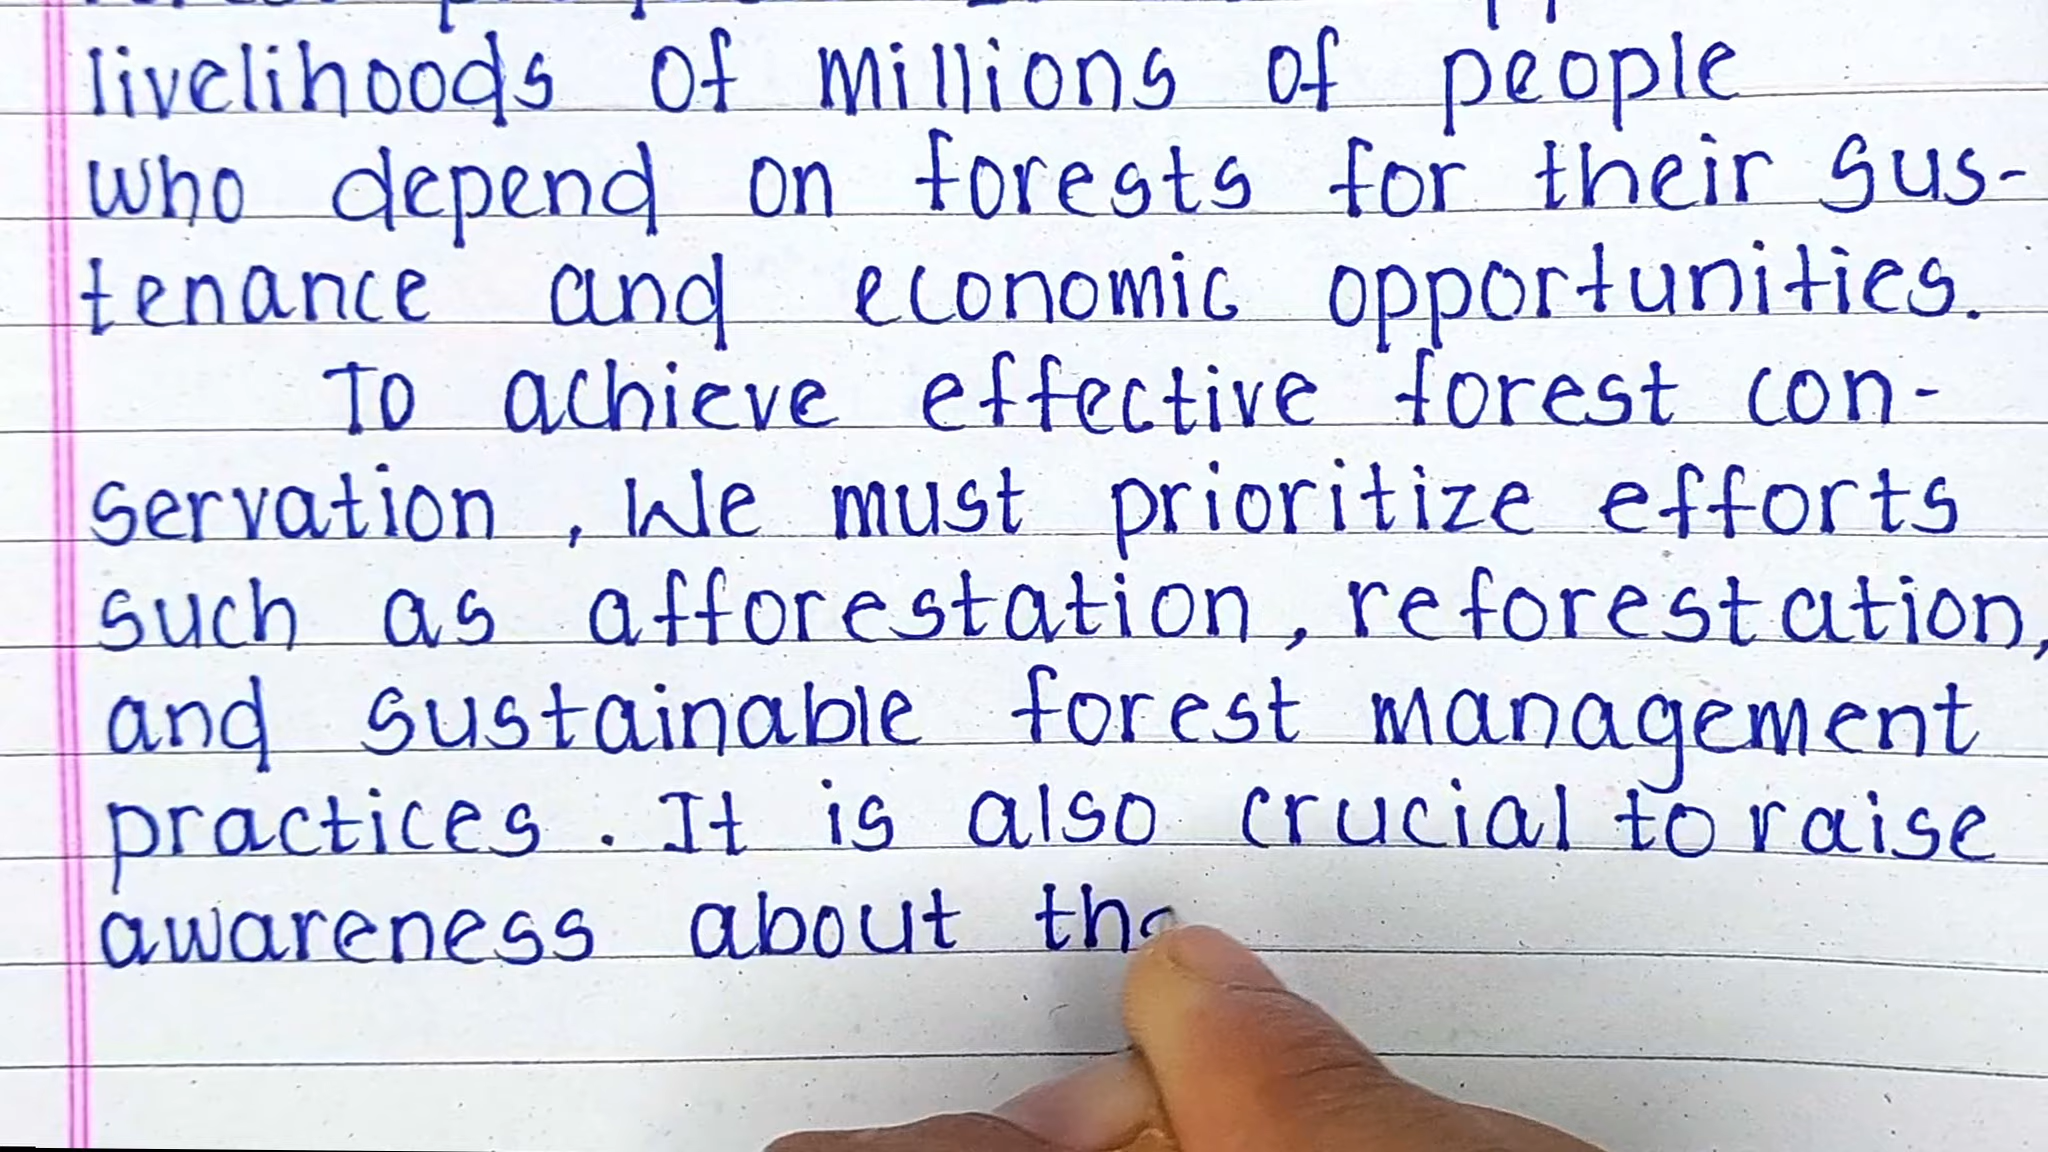 livelihoods of millions of people
who depend on forests for their sus-
tenance and economic opportunities.
To achieve effective forest con-
servation , We must prioritize efforts
such as afforestation, reforestation,
and sustainable forest management
practices. It is also crucial to raise
awareness about